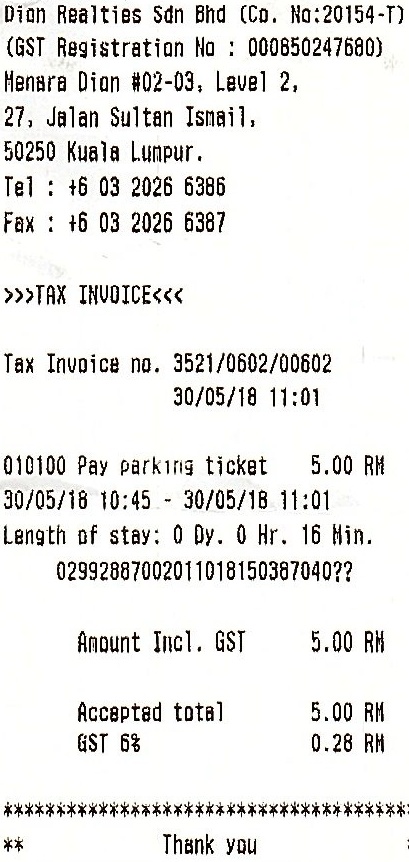 Dion Realties Sdn Bhd (Co. No:20154-T)
(GST Registration No : 000850247680)
Menara Dion #02-03, Level 2,
27, Jalan Sultan Ismail,
50250 Kuala Lumpur.
Tel : +6 03 2026 6386
Fax : +6 03 2026 6387
>>>TAX INVOICE<<<
Tax Invoice no. 3521/0602/00602
30/05/18 11:01
010100 Pay parking ticket 5.00 RM
30/05/18 10:45 - 30/05/18 11:01
Length of stay: 0 Dy. 0 Hr. 16 Min.
02992887002011018150387040??
Amount Incl. GST 5.00 RM
Accepted total 5.00 RM
GST 6% 0.28 RM
**************************************
** Thank you